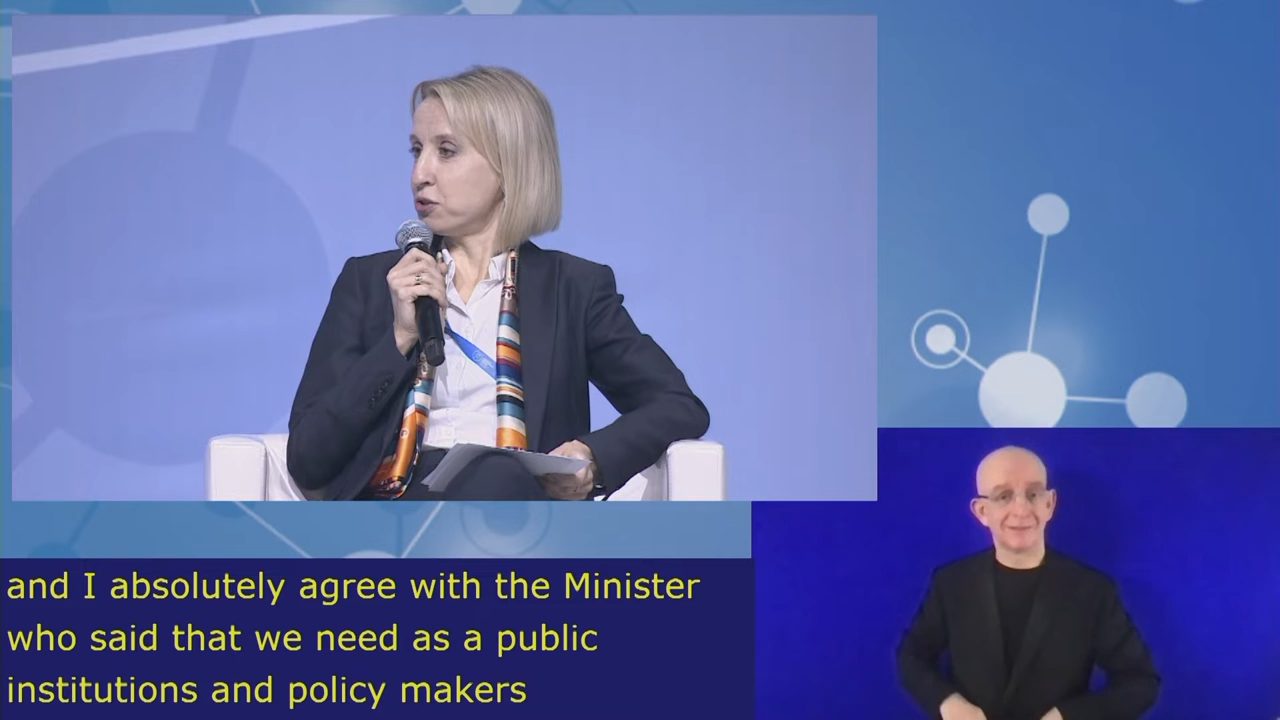 and I absolutely agree with the Minister
who said that we need as a public
institutions and policy makers